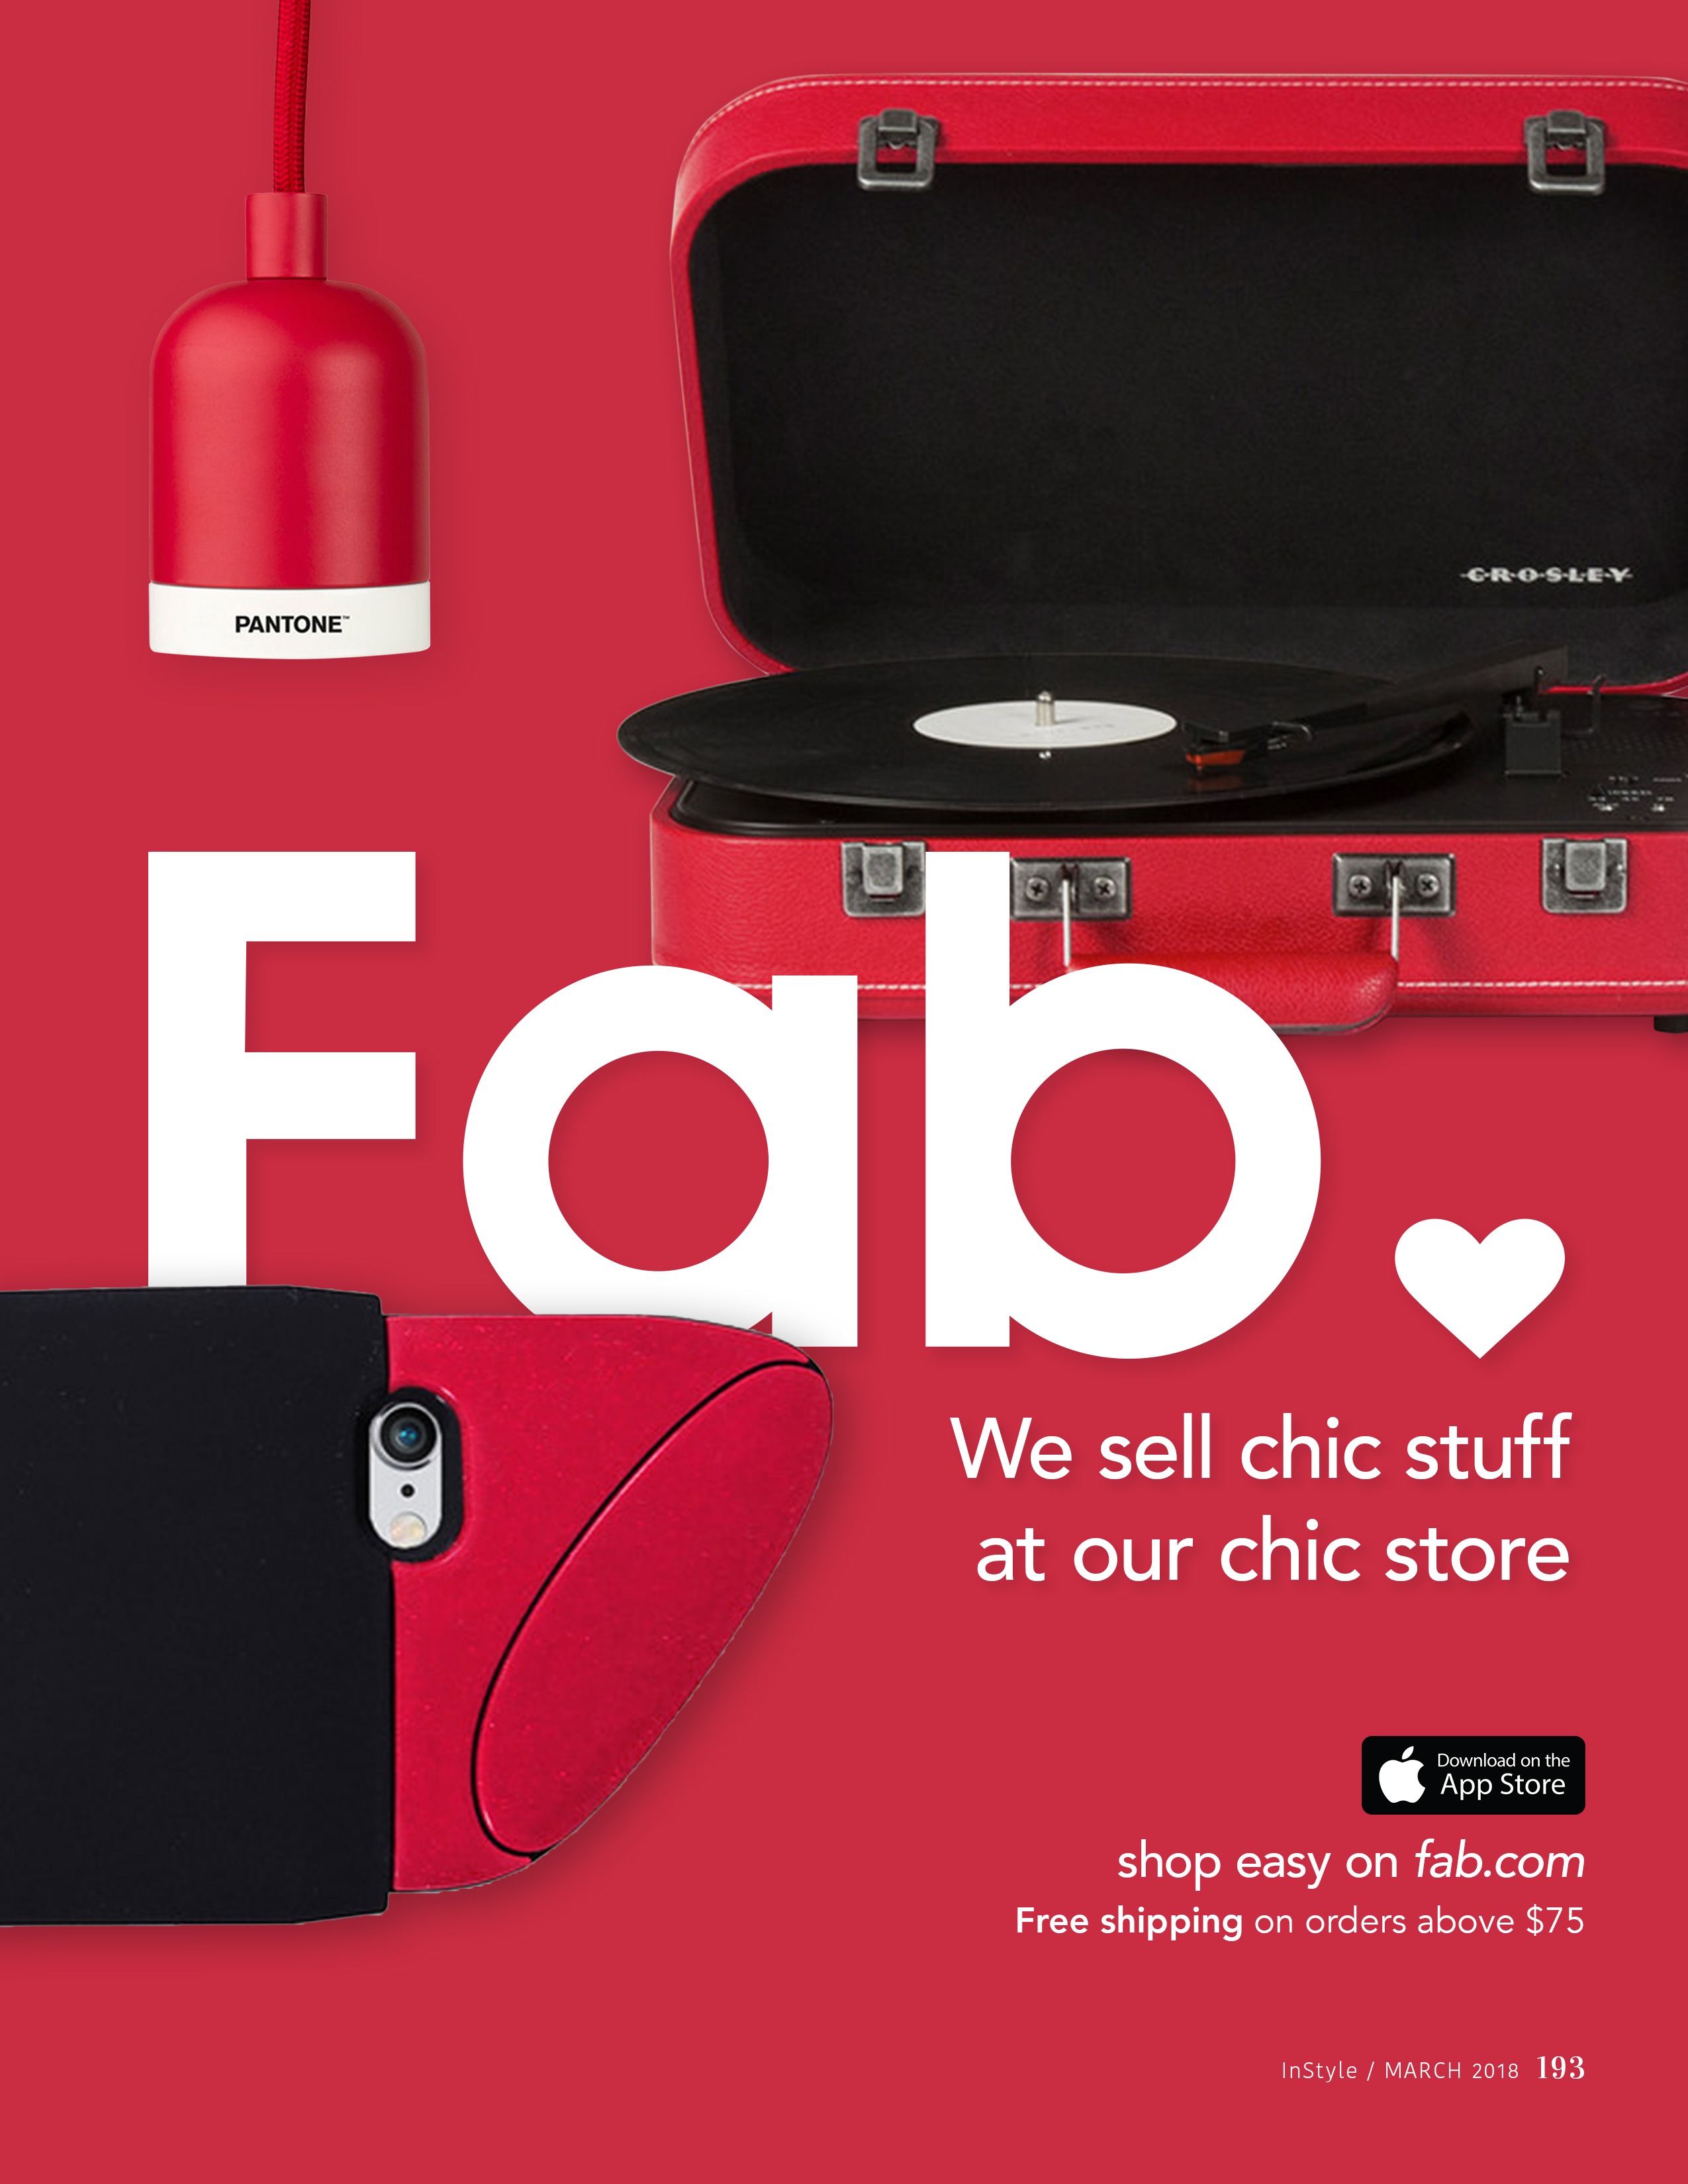 PANTONE™
CROSLEY
Fab.
We sell chic stuff
at our chic store
Download on the
App Store
shop easy on fab.com
Free shipping on orders above $75
InStyle / MARCH 2018 193